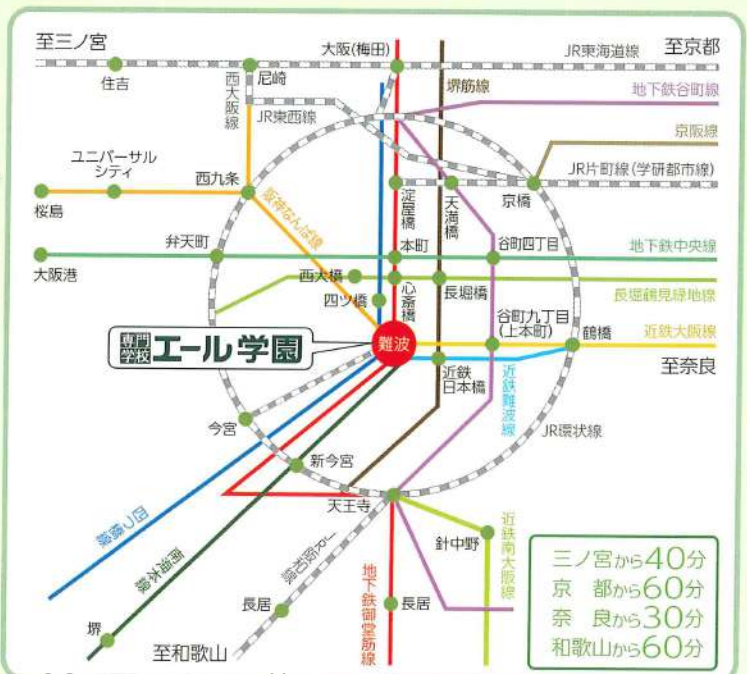 至三ノ宮
大阪(梅田)
JR東海道線
至京都
住吉
西大阪線
尼崎
堺筋線
地下鉄谷町線
JR東西線
京阪線
ユニバーサル
シティ
西九条
JR片町線(学研都市線)
桜島
阪神なんば線
淀屋橋
天満橋
京橋
弁天町
本町
谷町四丁目
地下鉄中央線
大阪港
西大橋
心斎橋
長堀橋
長堀鶴見緑地線
四ツ橋
谷町九丁目
(上本町)
鶴橋
近鉄大阪線
専門
学校
エール学園
難波
至奈良
近鉄
日本橋
近鉄難波線
今宮
JR環状線
新今宮
天王寺
四つ橋線
南海本線
JR阪和線
針中野
近鉄南大阪線
長居
地下鉄御堂筋線
長居
堺
至和歌山
三ノ宮から40分
京 都から60分
奈 良から30分
和歌山から60分